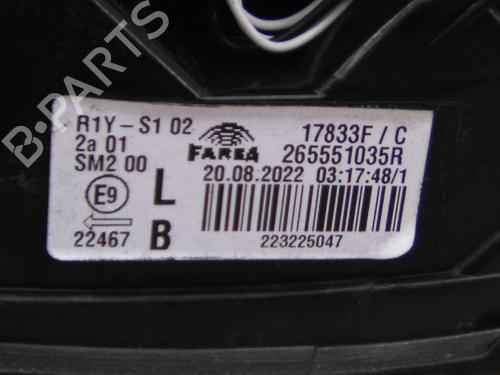 R1Y-S1 02
2a 01
SM2 00
E9
22467
L
B
FARBA
17833F / C
265551035R
20.08.2022 03:17:48/1
223225047
B-Parts